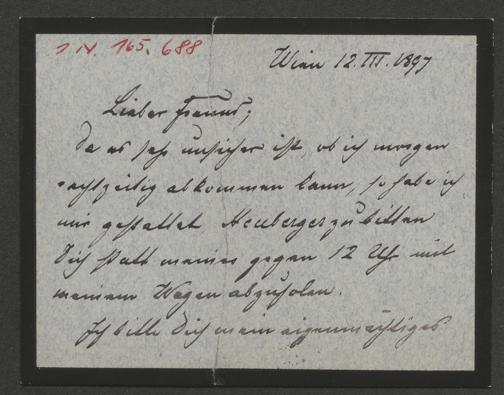 I. N. 165.688
Wien 12. III. 1897
Lieber Freund,
Da es sehr unsicher ist, ob ich morgen
rechtzeitig abkommen kann, so habe ich
mir gestattet Heuberger zu bitten
Dich statt meiner gegen 12 Uhr mit
meinem Wagen abzuholen.
Ich bitte Dich mein eigenmächtiges